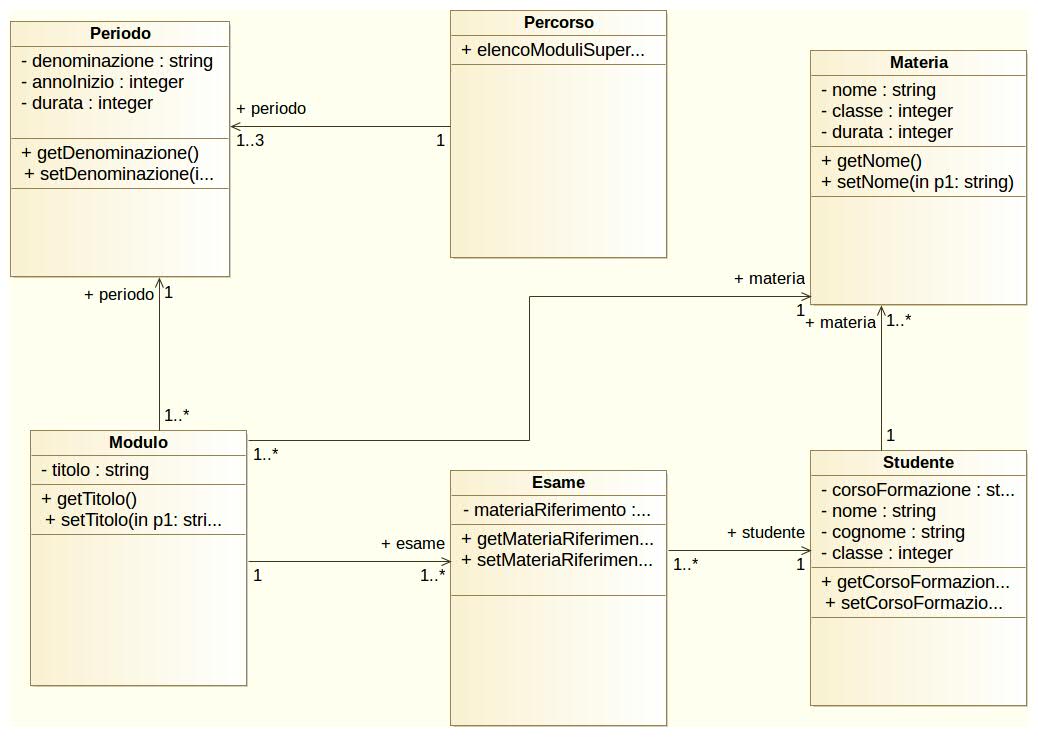 Periodo
- denominazione : string
- annoInizio : integer
- durata : integer
+ getDenominazione()
+ setDenominazione(i...
Percorso
+ elencoModuliSuper...
Materia
- nome : string
- classe : integer
- durata : integer
+ getNome()
+ setNome(in p1: string)
+ periodo
1..3
1
+ periodo
1
1..*
+ materia
1
1..*
+ materia
1..*
1
Modulo
- titolo : string
+ getTitolo()
+ setTitolo(in p1: stri...
+ esame
1
1..*
Esame
- materiaRiferimento :...
+ getMateriaRiferimen...
+ setMateriaRiferimen...
+ studente
1..*
1
Studente
- corsoFormazione : st...
- nome : string
- cognome : string
- classe : integer
+ getCorsoFormazion...
+ setCorsoFormazio...